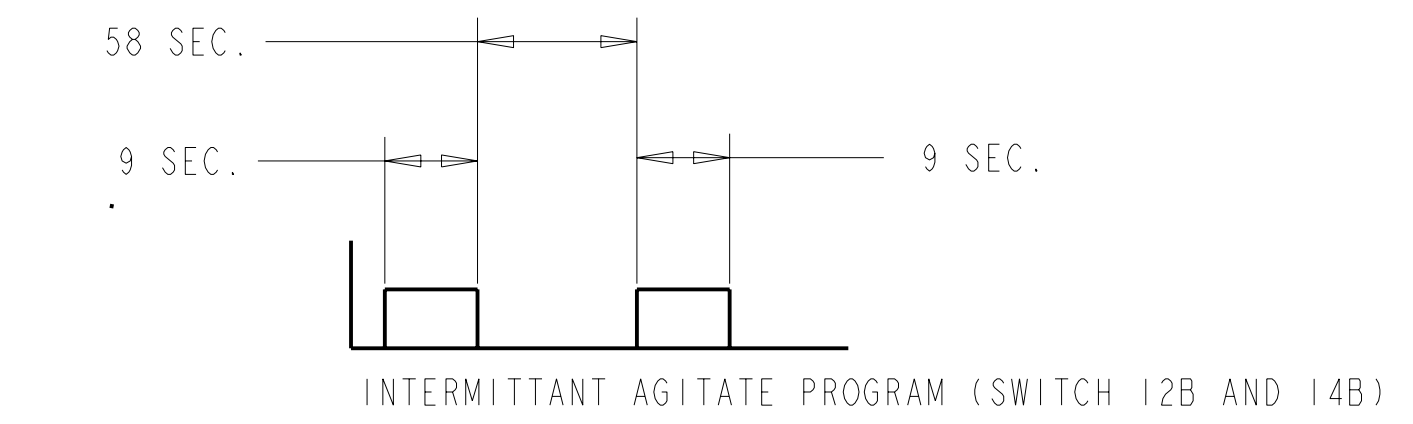 58 SEC.
9 SEC.
9 SEC.
INTERMITTANT AGITATE PROGRAM (SWITCH 12B AND 14B)